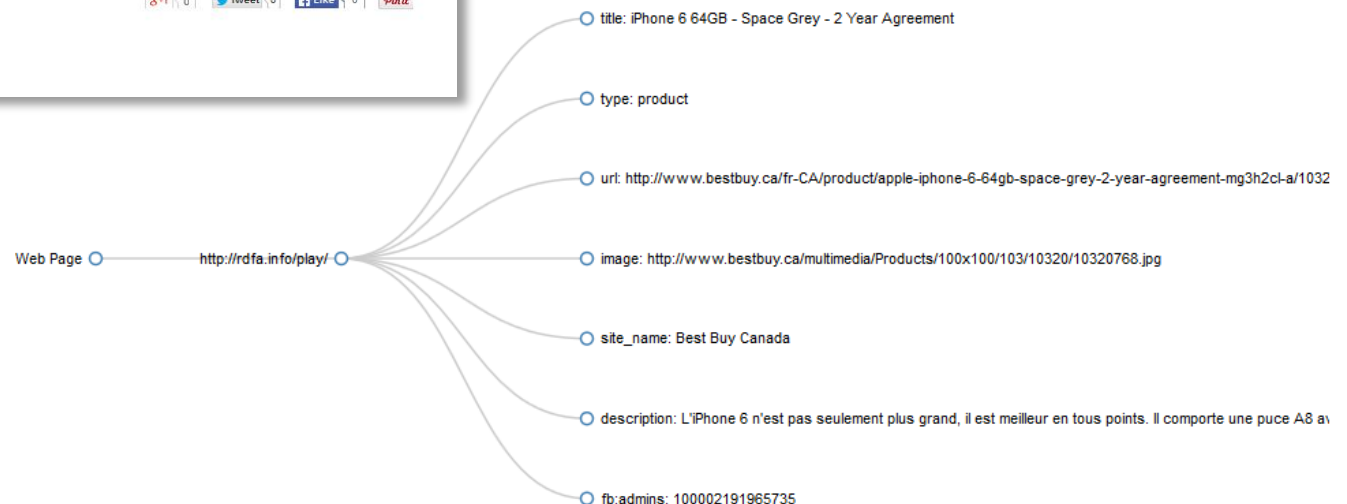 Tweet
0
Like
title: iPhone 6 64GB - Space Grey - 2 Year Agreement
type: product
url: http://www.bestbuy.ca/fr-CA/product/apple-iphone-6-64gb-space-grey-2-year-agreement-mg3h2cl-a/1032
Web Page
http://rdfa.info/play/
image: http://www.bestbuy.ca/multimedia/Products/100x100/103/10320/10320768.jpg
site_name: Best Buy Canada
description: L'iPhone 6 n'est pas seulement plus grand, il est meilleur en tous points. Il comporte une puce A8
fb:admins: 100002191965735